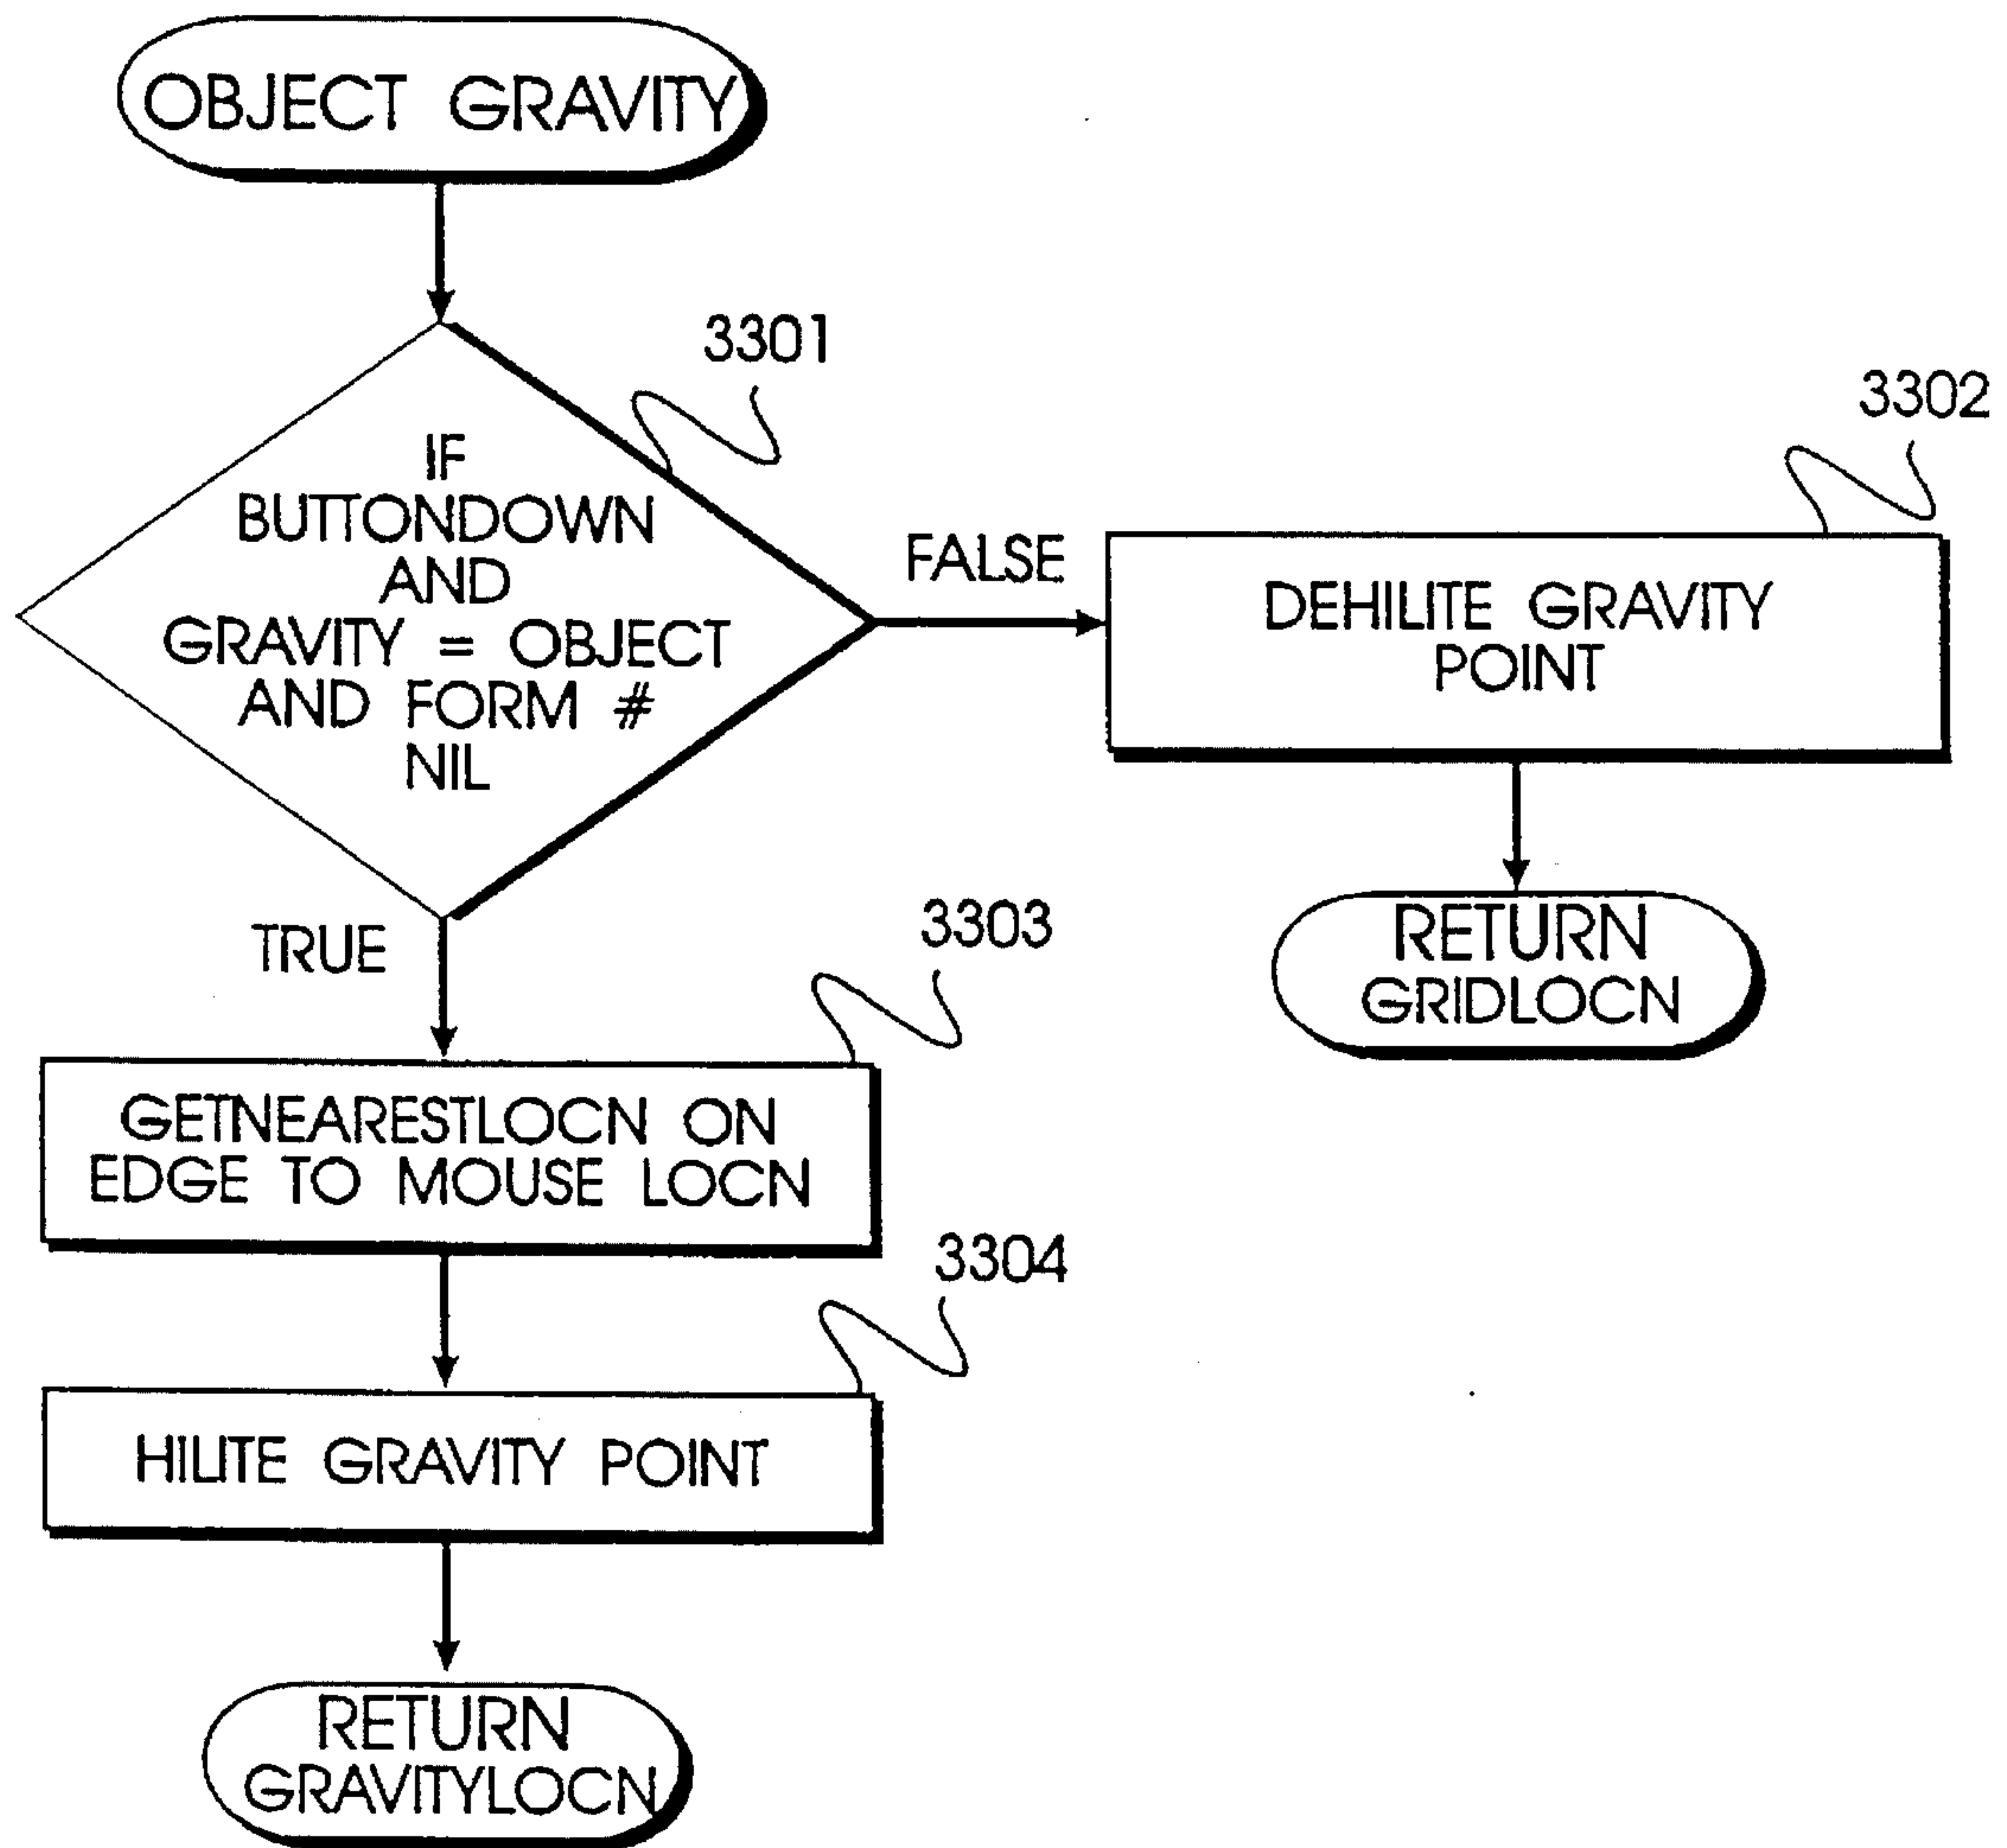 OBJECT GRAVITY
3301
IF
BUTTONDOWN
AND
GRAVITY = OBJECT
AND FORM #
NIL
FALSE
3302
DEHILITE GRAVITY
POINT
RETURN
GRIDLOCN
TRUE
3303
GETNEARESTLOCN ON
EDGE TO MOUSE LOCN
3304
HILITE GRAVITY POINT
RETURN
GRAVITYLOCN